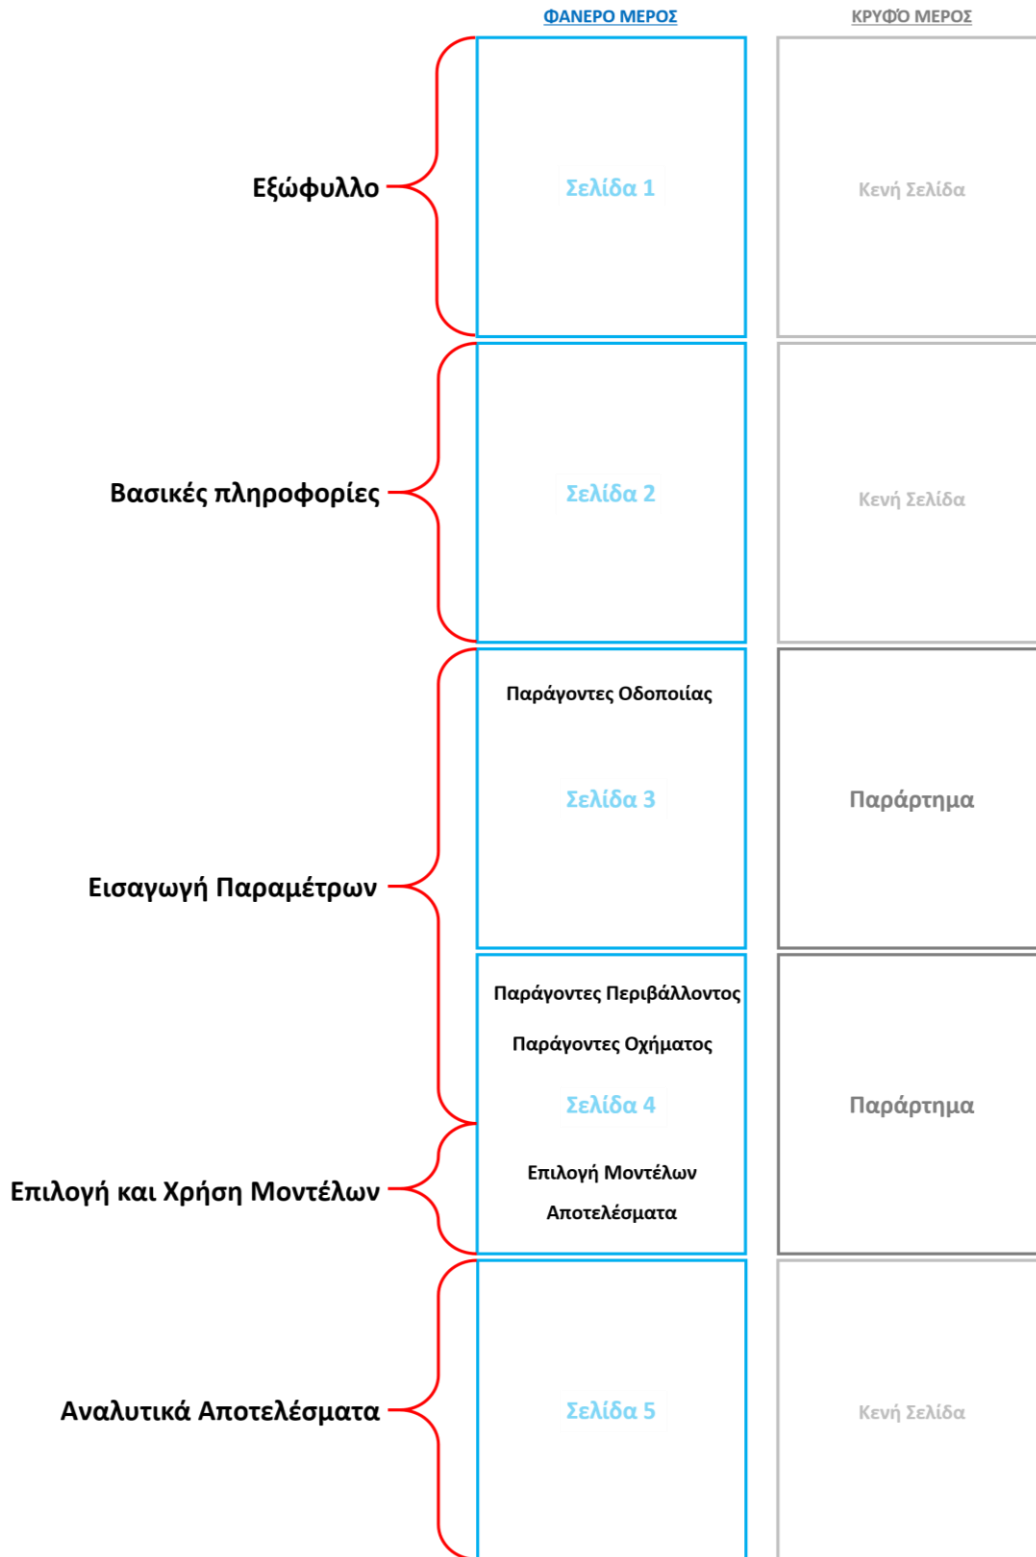 ΦΑΝΕΡΟ ΜΕΡΟΣ
ΚΡΥΦΌ ΜΕΡΟΣ
Εξώφυλλο
Σελίδα 1
Κενή Σελίδα
Βασικές πληροφορίες
Σελίδα 2
Κενή Σελίδα
Παράγοντες Οδοποιίας
Σελίδα 3
Παράρτημα
Εισαγωγή Παραμέτρων
Παράγοντες Περιβάλλοντος
Παράγοντες Οχήματος
Σελίδα 4
Παράρτημα
Επιλογή Μοντέλων
Επιλογή και Χρήση Μοντέλων
Αποτελέσματα
Αναλυτικά Αποτελέσματα
Σελίδα 5
Κενή Σελίδα